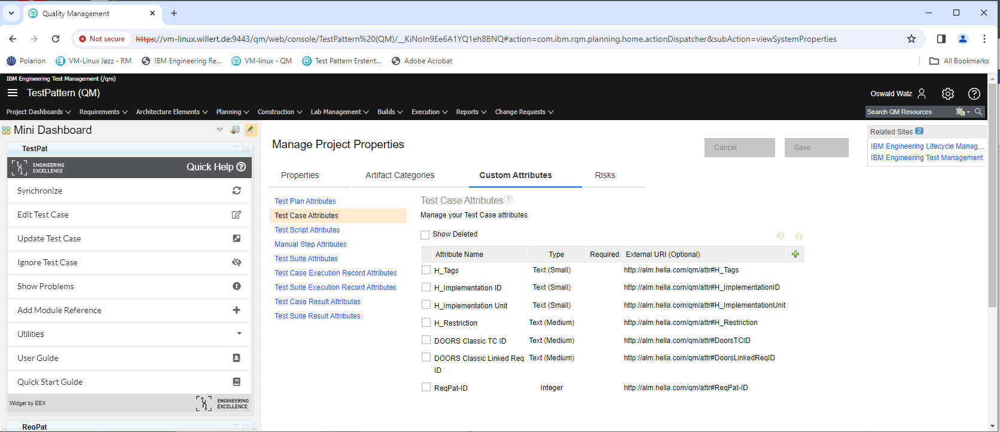 Quality Management
Not secure
https://vm-linux.willert.de:9443/qm/web/console/TestPattern%20(QM)/__KiNoIn9Ee6A1YQ1eh8BNQ#action=com.ibm.rqm.planning.home.actionDispatcher&subAction=viewSystemProperties
Polarion
VM-Linux Jazz - RM
IBM Engineering Re...
VM-linux - QM
Test Pattern Erstent...
Adobe Acrobat
All Bookmarks
IBM Engineering Test Management (/qm)
TestPattern (QM)
Oswald Walz
Project Dashboards
Requirements
Architecture Elements
Planning
Construction
Lab Management
Builds
Execution
Reports
Change Requests
Search QM Resources
Mini Dashboard
TestPat
ENGINEERING
EXCELLENCE
Quick Help
Synchronize
Edit Test Case
Update Test Case
Ignore Test Case
Show Problems
Add Module Reference
Utilities
User Guide
Quick Start Guide
Widget by EEX
ENGINEERING
EXCELLENCE
ReqPat
Manage Project Properties
Cancel
Save
Properties
Artifact Categories
Custom Attributes
Risks
Test Plan Attributes
Test Case Attributes
Test Script Attributes
Manual Step Attributes
Test Suite Attributes
Test Case Execution Record Attributes
Test Suite Execution Record Attributes
Test Case Result Attributes
Test Suite Result Attributes
Test Case Attributes ?
Manage your Test Case attributes
Show Deleted
Attribute Name Type Required External URI (Optional)
H_Tags Text (Small) http://alm.hella.com/qm/attr#H_Tags
H_Implementation ID Text (Small) http://alm.hella.com/qm/attr#H_ImplementationID
H_Implementation Unit Text (Small) http://alm.hella.com/qm/attr#H_ImplementationUnit
H_Restriction Text (Medium) http://alm.hella.com/qm/attr#H_Restriction
DOORS Classic TC ID Text (Medium) http://alm.hella.com/qm/attr#DoorsTCID
DOORS Classic Linked Req Text (Medium) http://alm.hella.com/qm/attr#DoorsLinkedReqID
ID
ReqPat-ID Integer http://alm.hella.com/qm/attr#ReqPat-ID
Related Sites 2
IBM Engineering Lifecycle Manag...
IBM Engineering Test Management